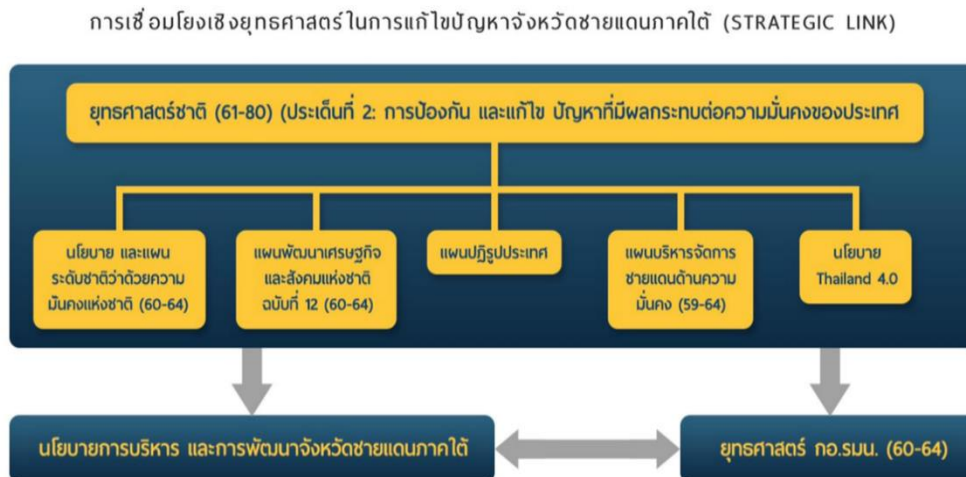 การเชื่อมโยงเชิงยุทธศาสตร์ในการแก้ไขปัญหาจังหวัดชายแดนภาคใต้ (STRATEGIC LINK)
ยุทธศาสตร์ชาติ (61-80) (ประเด็นที่ 2: การป้องกัน และแก้ไข ปัญหาที่มีผลกระทบต่อความมั่นคงของประเทศ
นโยบาย และแผน
ระดับชาติว่าด้วยความ
มั่นคงแห่งชาติ (60-64)
แผนพัฒนาเศรษฐกิจ
และสังคมแห่งชาติ
ฉบับที่ 12 (60-64)
แผนปฏิรูปประเทศ
แผนบริหารจัดการ
ชายแดนด้านความ
มั่นคง (59-64)
นโยบาย
Thailand 4.0
นโยบายการบริหาร และการพัฒนาจังหวัดชายแดนภาคใต้
ยุทธศาสตร์ กอ.รมน. (60-64)